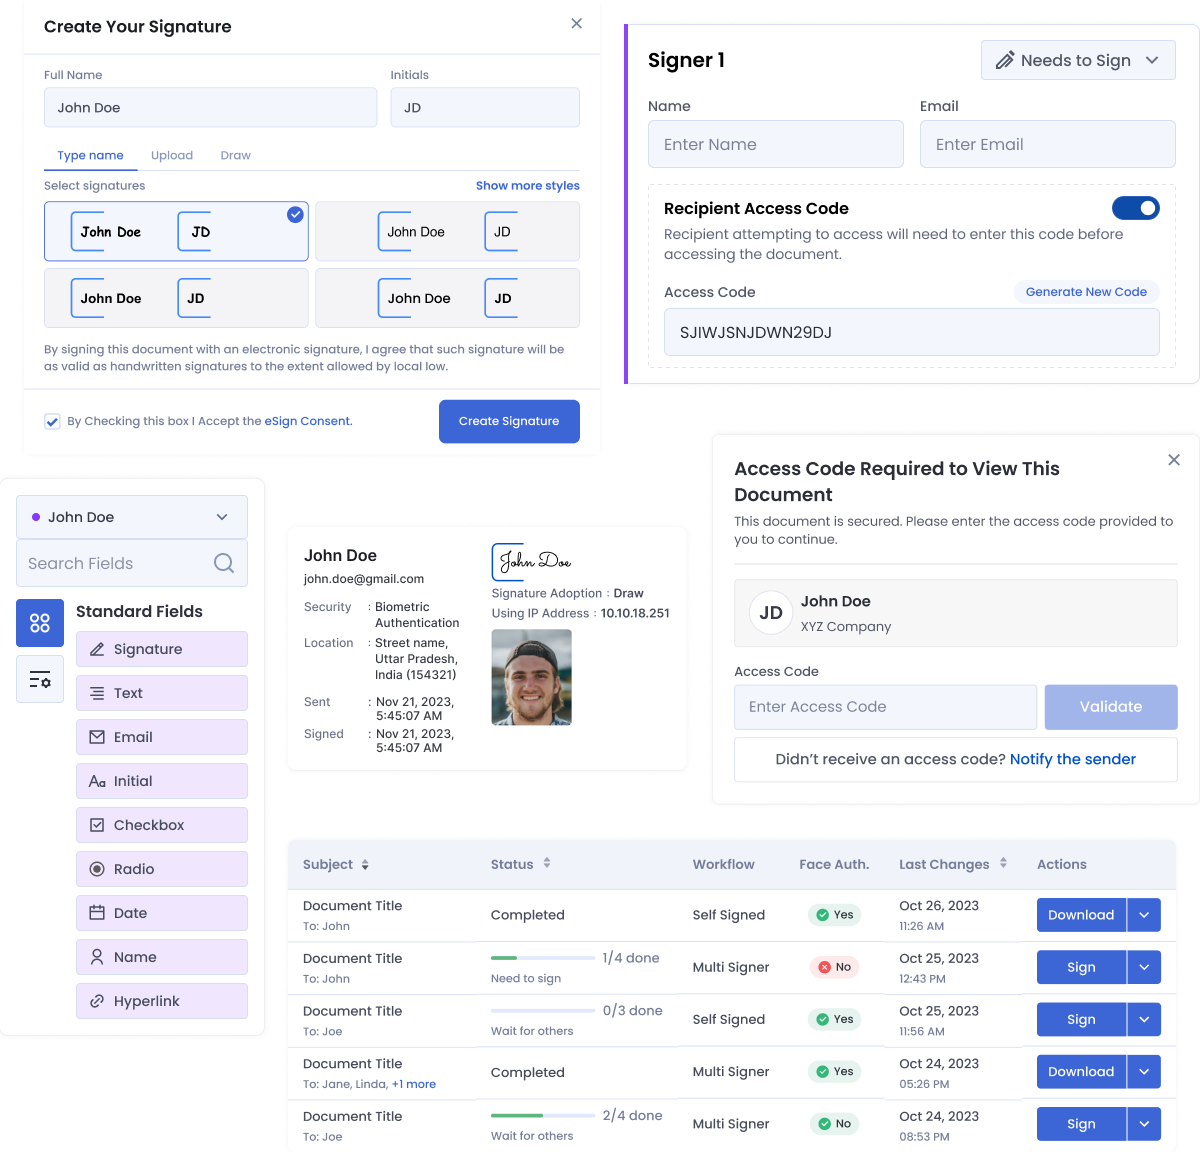 Create Your Signature
Full Name
Initials
John Doe
JD
Type name
Upload
Draw
Select signatures
Show more styles
John Doe
JD
John Doe
JD
John Doe
JD
John Doe
JD
By signing this document with an electronic signature, I agree that such signature will be
as valid as handwritten signatures to the extent allowed by local low.
By Checking this box I Accept the eSign Consent.
Create Signature
Signer 1
Needs to Sign
Name
Email
Enter Name
Enter Email
Recipient Access Code
Recipient attempting to access will need to enter this code before
accessing the document.
Access Code
Generate New Code
SJIWJSNJDWN29DJ
John Doe
Search Fields
Standard Fields
Signature
Text
Email
Aa Initial
Checkbox
Radio
Date
Name
Hyperlink
John Doe
john.doe@gmail.com
Security : Biometric
Authentication
Location : Street name,
Uttar Pradesh,
India (154321)
Sent : Nov 21, 2023,
5:45:07 AM
Signed : Nov 21, 2023,
5:45:07 AM
John Doe
Signature Adoption : Draw
Using IP Address : 10.10.18.251
Access Code Required to View This
Document
This document is secured. Please enter the access code provided to
you to continue.
JD
John Doe
XYZ Company
Access Code
Enter Access Code
Validate
Didn't receive an access code? Notify the sender
Subject Status Workflow Face Auth. Last Changes Actions
Document Title
To: John
Completed
Self Signed
Yes
Oct 26, 2023
11:26 AM
Download
Document Title
To: John
1/4 done
Need to sign
Multi Signer
No
Oct 25, 2023
12:43 PM
Sign
Document Title
To: Joe
0/3 done
Wait for others
Self Signed
Yes
Oct 25, 2023
11:56 AM
Sign
Document Title
To: Jane, Linda, +1 more
Completed
Multi Signer
Yes
Oct 24, 2023
05:26 PM
Download
Document Title
To: Joe
2/4 done
Wait for others
Multi Signer
No
Oct 24, 2023
08:53 PM
Sign